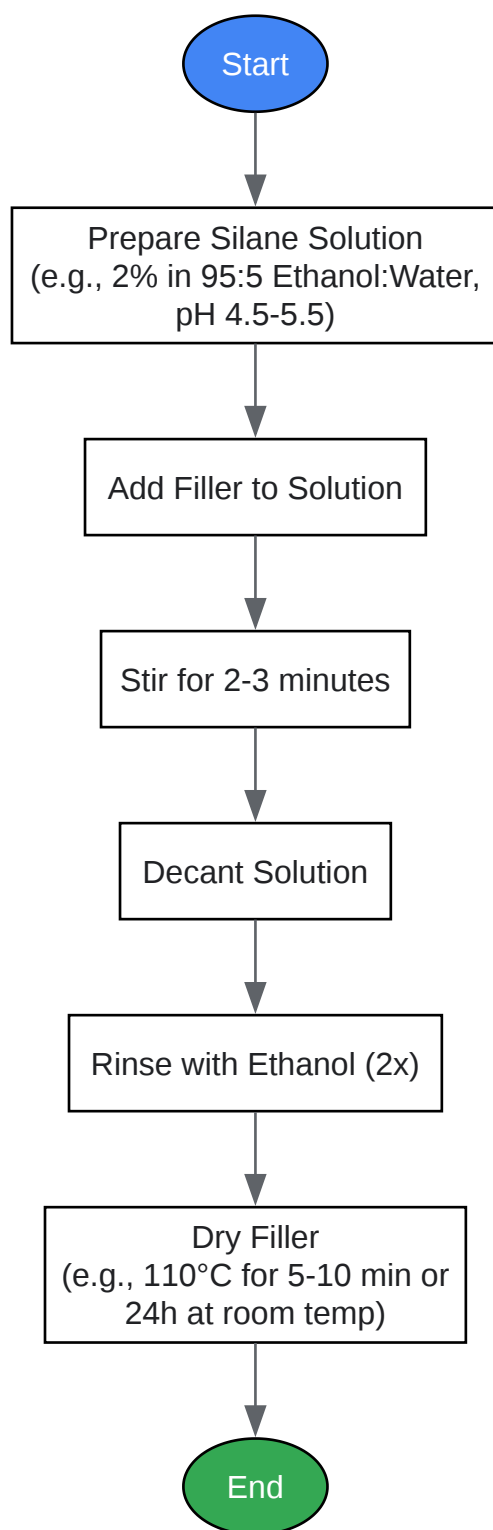 Start
Prepare Silane Solution
(e.g., 2% in 95:5 Ethanol:Water,
pH 4.5-5.5)
Add Filler to Solution
Stir for 2-3 minutes
Decant Solution
Rinse with Ethanol (2x)
Dry Filler
(e.g., 110°C for 5-10 min or
24h at room temp)
End